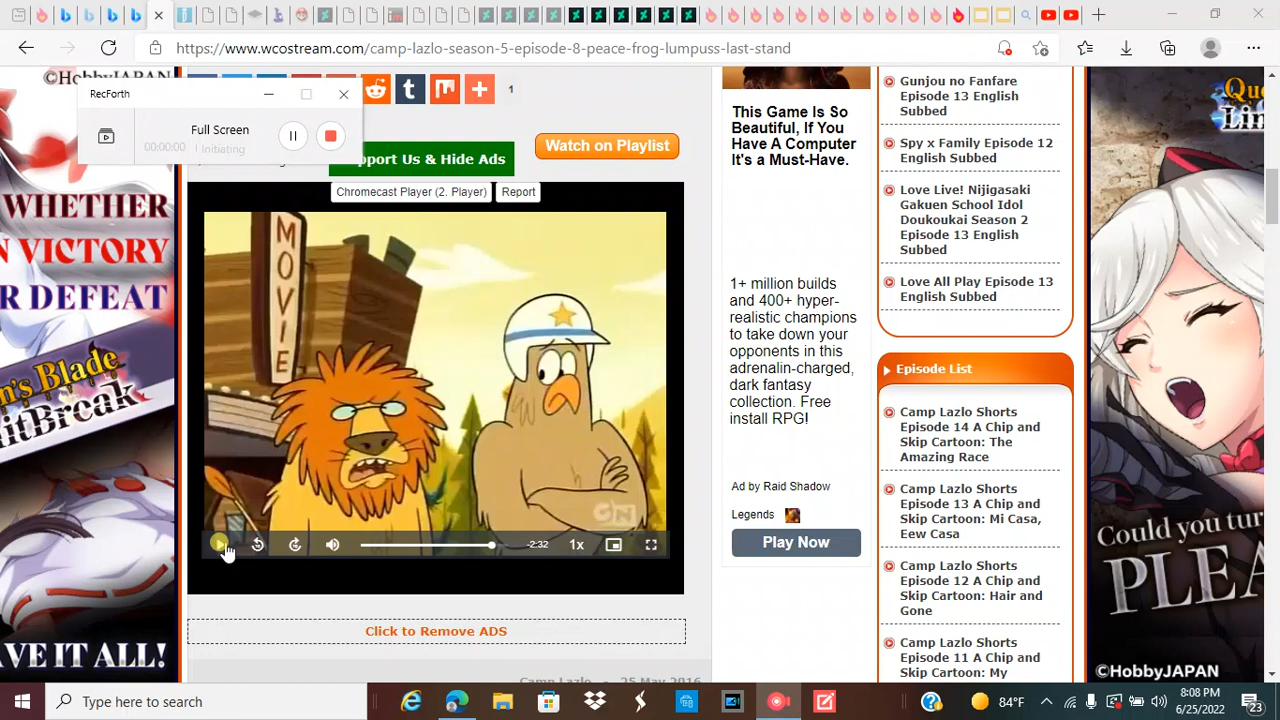 https://www.wcostream.com/camp-lazlo-season-5-episode-8-peace-frog-lumpuss-last-stand
©HobbyJAPAN
RecForth
Full Screen
00:00:00
Initiating
1
pport Us & Hide Ads
Watch on Playlist
Chromecast Player (2. Player)
Report
MOVIE
CN
-2:32
1x
Click to Remove ADS
Camp Lazlo - 25 May 2016
WHETHER
N VICTORY
R DEFEAT
n's Blade
itBreak
AVE IT ALL!
This Game Is So
Beautiful, If You
Have A Computer
It's a Must-Have.
1+ million builds
and 400+ hyper-
realistic champions
to take down your
opponents in this
adrenalin-charged,
dark fantasy
collection. Free
install RPG!
Ad by Raid Shadow
Legends
Play Now
Gunjou no Fanfare
Episode 13 English
Subbed
Spy x Family Episode 12
English Subbed
Love Live! Nijigasaki
Gakuen School Idol
Doukoukai Season 2
Episode 13 English
Subbed
Love All Play Episode 13
English Subbed
Episode List
Camp Lazlo Shorts
Episode 14 A Chip and
Skip Cartoon: The
Amazing Race
Camp Lazlo Shorts
Episode 13 A Chip and
Skip Cartoon: Mi Casa,
Eew Casa
Camp Lazlo Shorts
Episode 12 A Chip and
Skip Cartoon: Hair and
Gone
Camp Lazlo Shorts
Episode 11 A Chip and
Skip Cartoon: My
Que
Lim
Could you tur
PLEA
©HobbyJAPAN
Type here to search
84°F
8:08 PM
6/25/2022
23